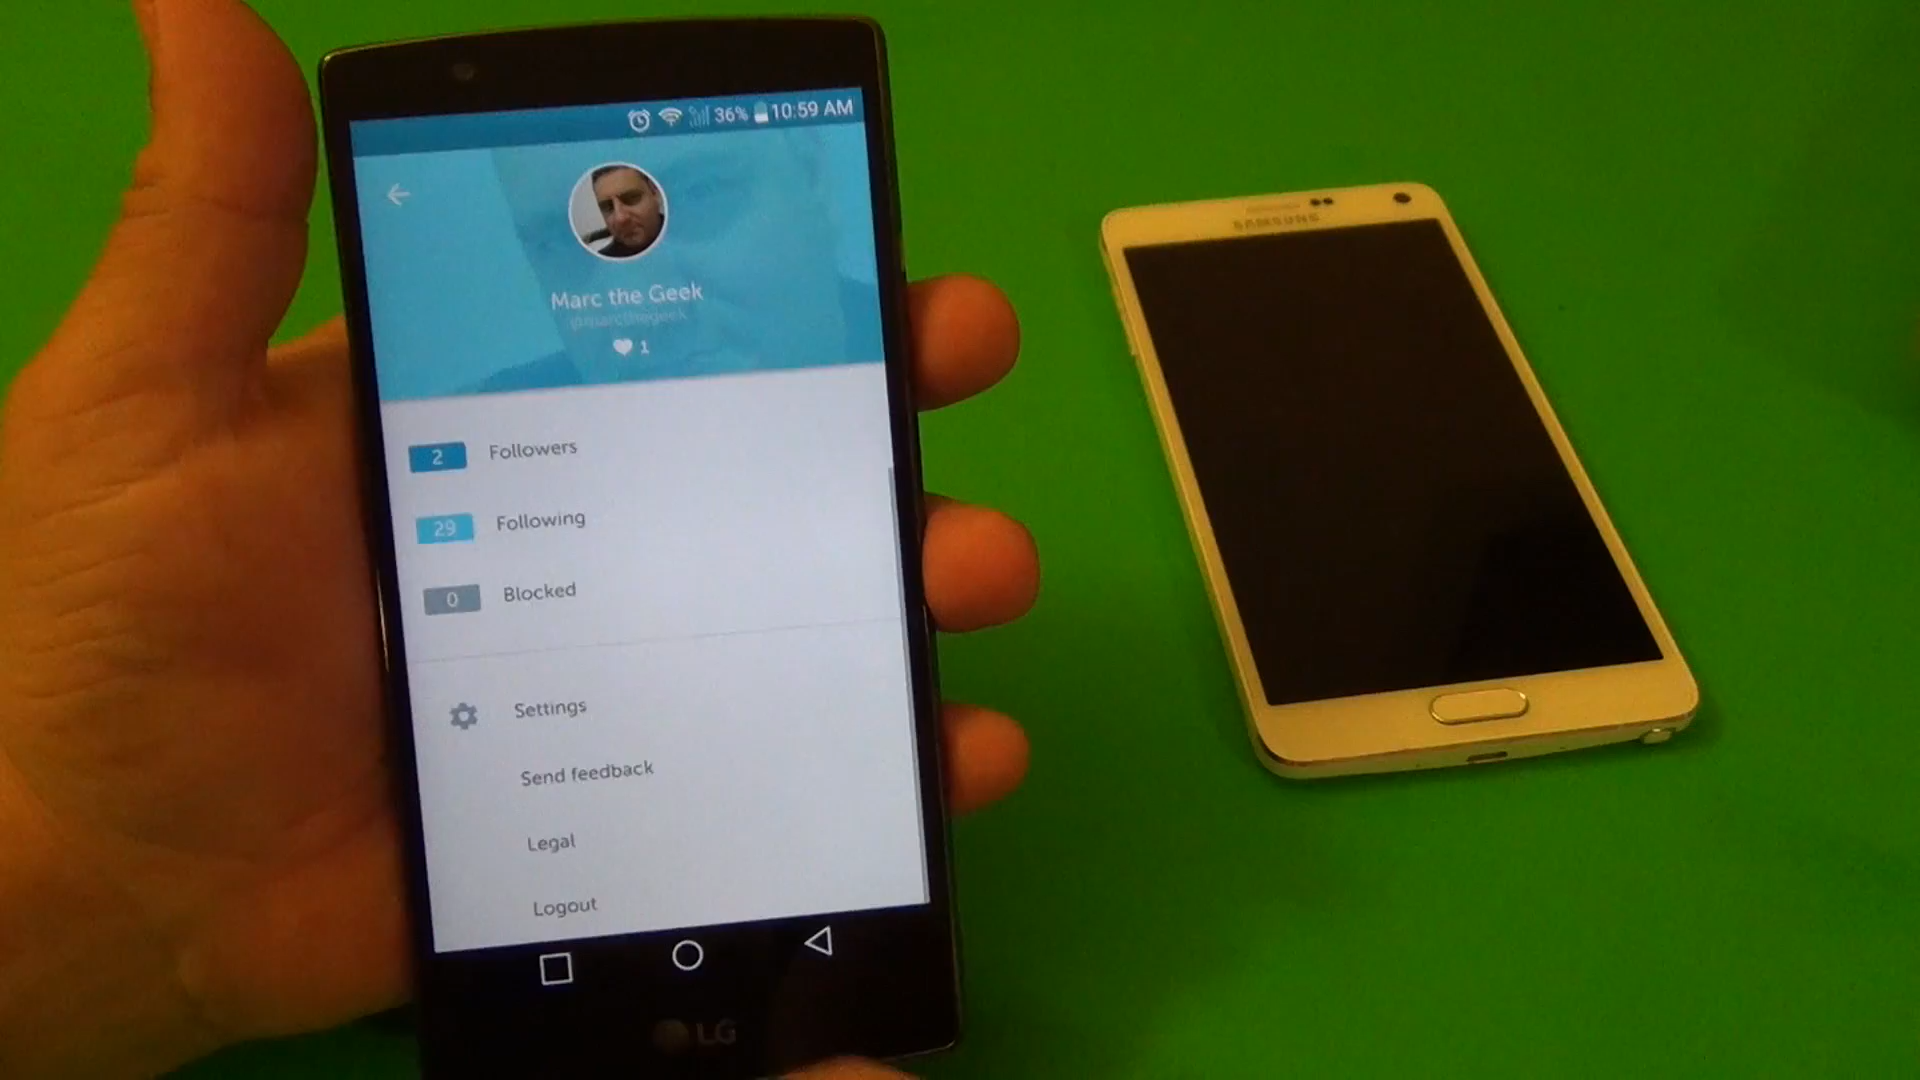 36% 10:59 AM
Marc the Geek
@marcthegeek
1
2 Followers
29 Following
0 Blocked
Settings
Send feedback
Legal
Logout
LG
SAMSUNG